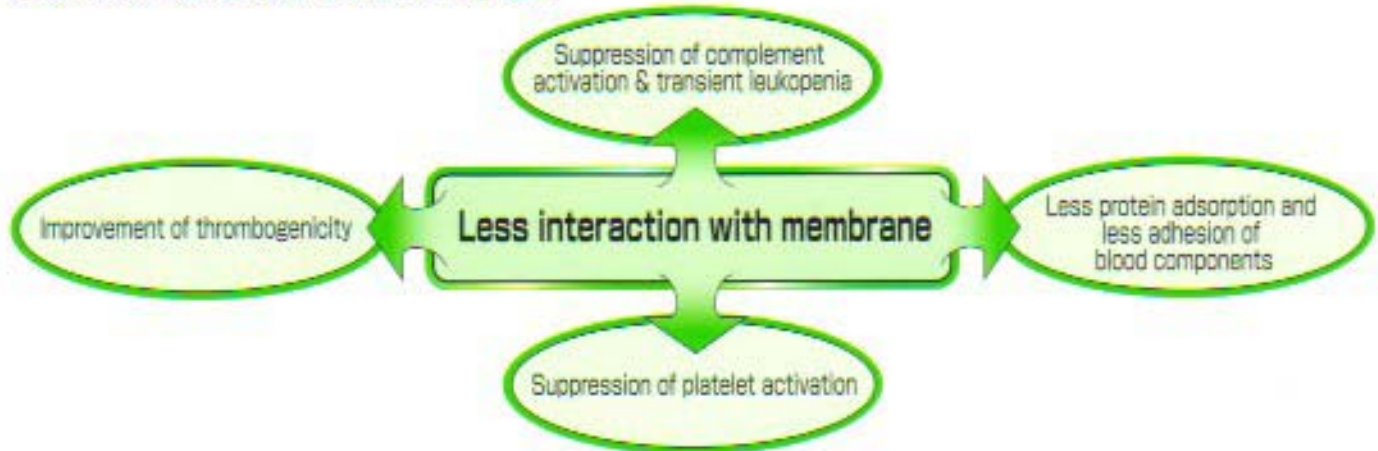 Suppression of complement
activation & transient leukopenia
Improvement of thrombogenicity
Less interaction with membrane
Less protein adsorption and
less adhesion of
blood components
Suppression of platelet activation